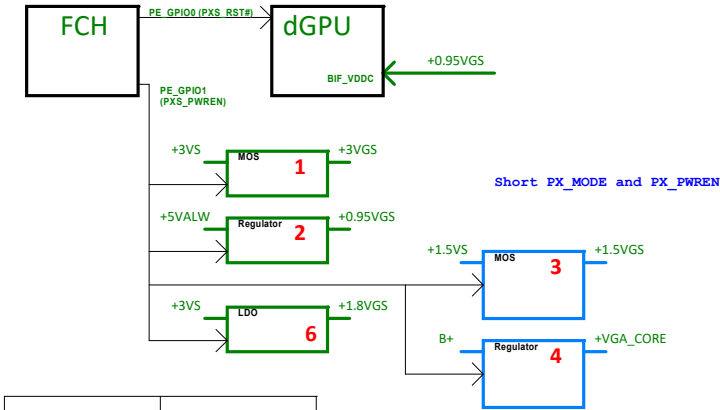 FCH
PE_GPIO0 (PXS_RST#)
dGPU
BIF_VDDC
+0.95VGS
PE_GPIO1
(PXS_PWREN)
+3VS
MOS
1
+3VGS
Short PX_MODE and PX_PWREN
+5VALW
Regulator
2
+0.95VGS
+1.5VS
MOS
3
+1.5VGS
+3VS
LDO
6
+1.8VGS
B+
Regulator
4
+VGA_CORE